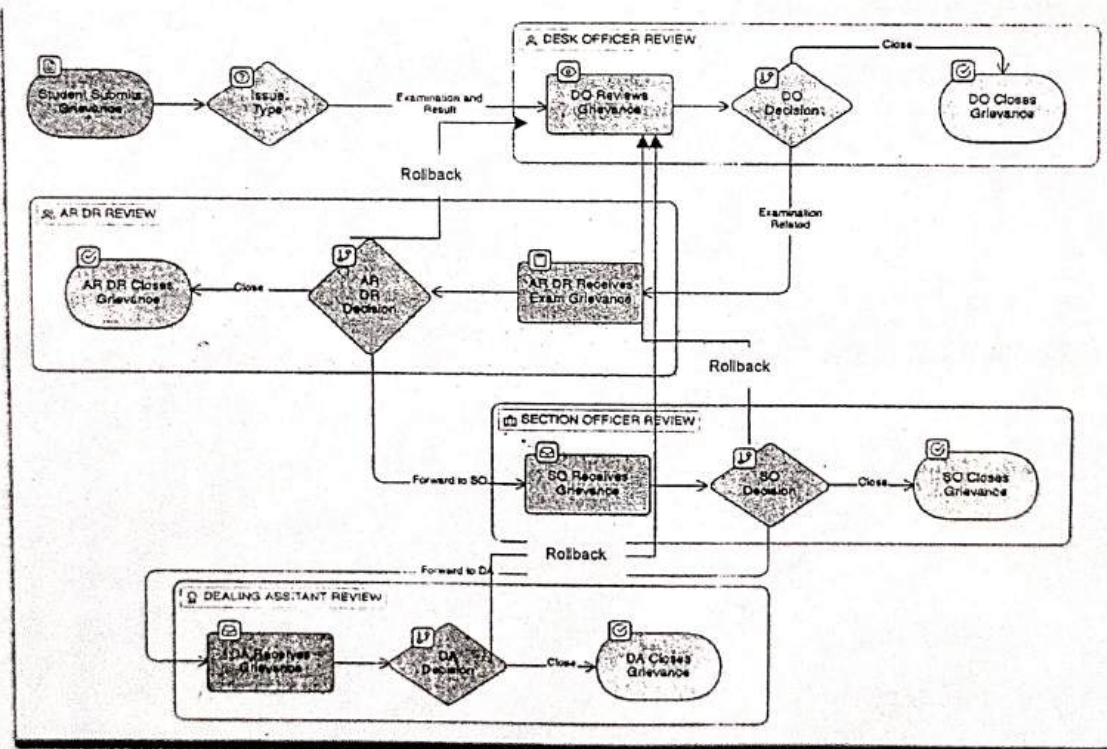 DESK OFFICER REVIEW
Close
Student Submits
Grievance
Issue
Type
Examination and
Result
DO Reviews
Grievance
DO
Decision
DO Closes
Grievance
Rollback
Examination
Related
AR DR REVIEW
AR DR Closes
Grievance
Close
AR
DR
Decision
AR DR Receives
Exam Grievance
Rollback
SECTION OFFICER REVIEW
Forward to SO
SO Receives
Grievance
SO
Decision
Close
SO Closes
Grievance
Rollback
Forward to DA
DEALING ASSITANT REVIEW
DA Receives
Grievance
DA
Decision
Close
DA Closes
Grievance